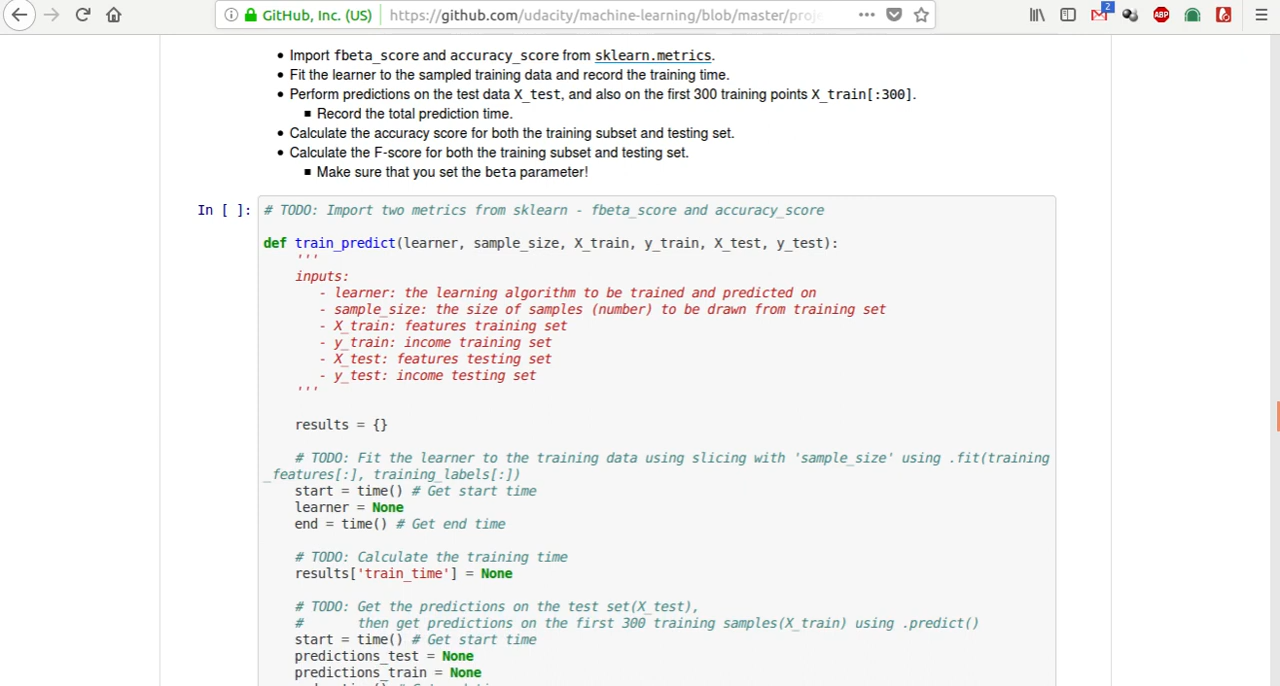 GitHub, Inc. (US) https://github.com/udacity/machine-learning/blob/master/proje
2
ABP
• Import fbeta_score and accuracy_score from sklearn.metrics.
• Fit the learner to the sampled training data and record the training time.
• Perform predictions on the test data X_test, and also on the first 300 training points X_train[:300].
▪ Record the total prediction time.
• Calculate the accuracy score for both the training subset and testing set.
• Calculate the F-score for both the training subset and testing set.
▪ Make sure that you set the beta parameter!
In [ ]: # TODO: Import two metrics from sklearn - fbeta_score and accuracy_score
def train_predict(learner, sample_size, X_train, y_train, X_test, y_test):
'''
inputs:
- learner: the learning algorithm to be trained and predicted on
- sample_size: the size of samples (number) to be drawn from training set
- X_train: features training set
- y_train: income training set
- X_test: features testing set
- y_test: income testing set
'''
results = {}
# TODO: Fit the learner to the training data using slicing with 'sample_size' using .fit(training
_features[:], training_labels[:])
start = time() # Get start time
learner = None
end = time() # Get end time
# TODO: Calculate the training time
results['train_time'] = None
# TODO: Get the predictions on the test set(X_test),
# then get predictions on the first 300 training samples(X_train) using .predict()
start = time() # Get start time
predictions_test = None
predictions_train = None